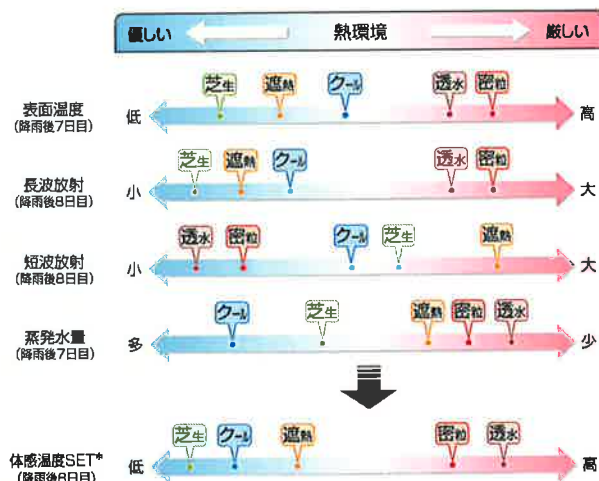 優しい 熱環境 厳しい
芝生 遮熱 クール 透水 密粒
表面温度 低 高
(降雨後7日目)
芝生 遮熱 クール 透水 密粒
長波放射 小 大
(降雨後8日目)
透水 密粒 クール 芝生 遮熱
短波放射 小 大
(降雨後8日目)
クール 芝生 遮熱 密粒 透水
蒸発水量 多 少
(降雨後7日目)
芝生 クール 遮熱 密粒 透水
体感温度SET* 低 高
(降雨後8日目)